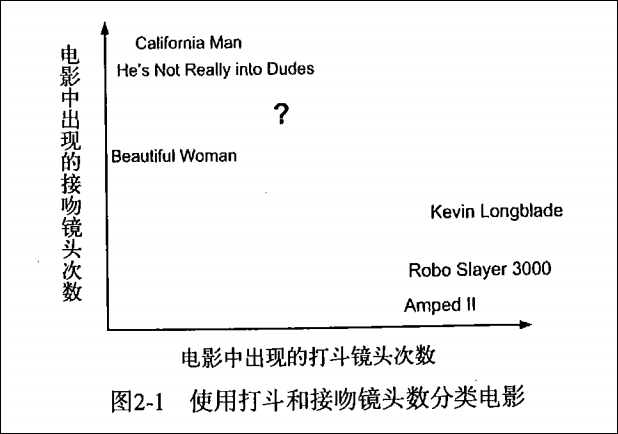 California Man
He's Not Really into Dudes
?
Beautiful Woman
Kevin Longblade
Robo Slayer 3000
Amped II
电影中出现的接吻镜头次数
电影中出现的打斗镜头次数
图2-1 使用打斗和接吻镜头数分类电影